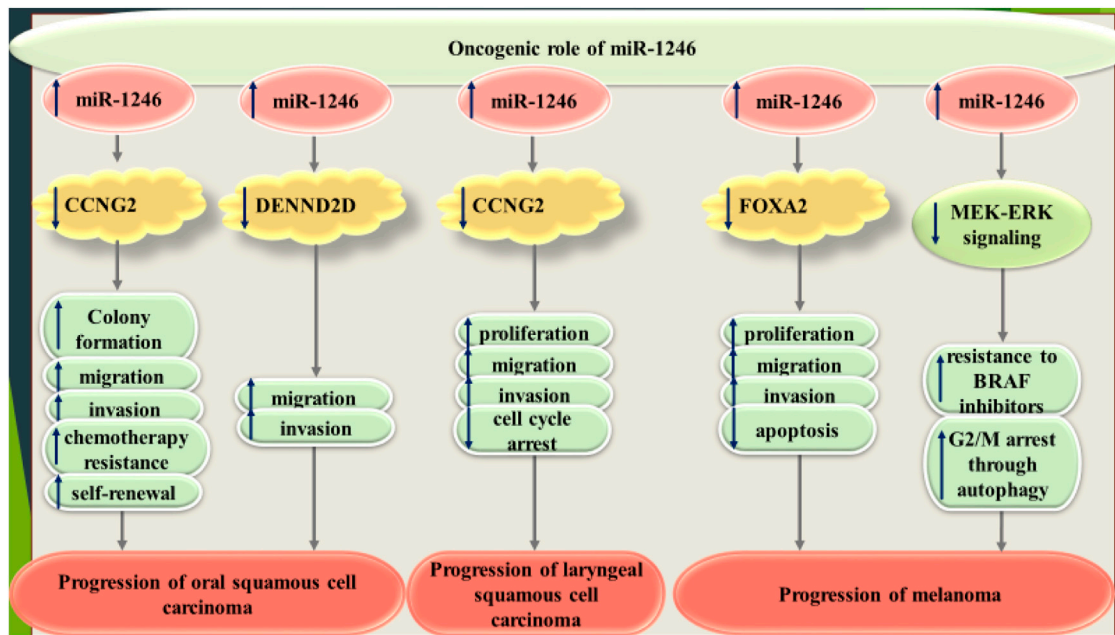 Oncogenic role of miR-1246
miR-1246
miR-1246
miR-1246
miR-1246
miR-1246
CCNG2
DENND2D
CCNG2
FOXA2
MEK-ERK
signaling
Colony
formation
migration
invasion
chemotherapy
resistance
self-renewal
migration
invasion
proliferation
migration
invasion
cell cycle
arrest
proliferation
migration
invasion
apoptosis
resistance to
BRAF
inhibitors
G2/M arrest
through
autophagy
Progression of oral squamous cell
carcinoma
Progression of laryngeal
squamous cell
carcinoma
Progression of melanoma